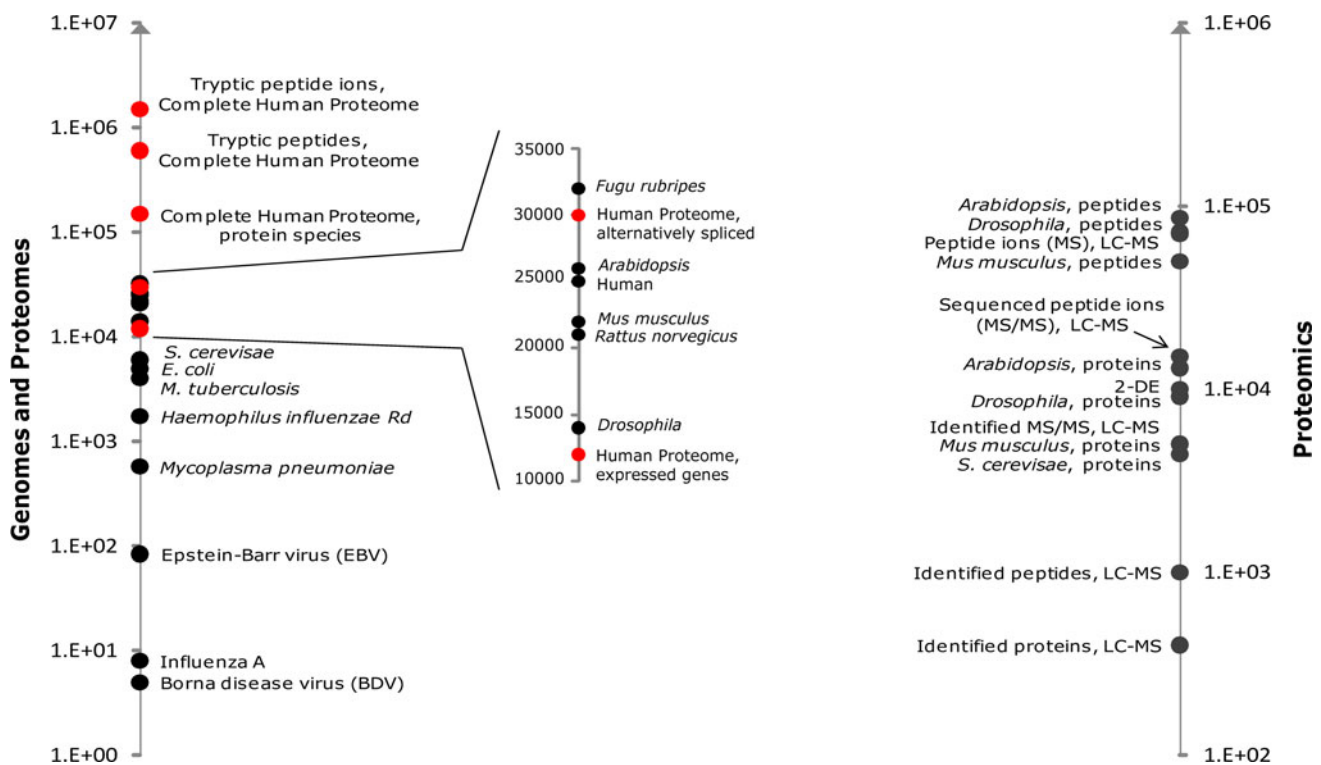 Genomes and Proteomes
1.E+07
1.E+06
1.E+05
1.E+04
1.E+03
1.E+02
1.E+01
1.E+00
Tryptic peptide ions,
Complete Human Proteome
Tryptic peptides,
Complete Human Proteome
Complete Human Proteome,
protein species
S. cerevisae
E. coli
M. tuberculosis
Haemophilus influenzae Rd
Mycoplasma pneumoniae
Epstein-Barr virus (EBV)
Influenza A
Borna disease virus (BDV)
35000
30000
25000
20000
15000
10000
Fugu rubripes
Human Proteome,
alternatively spliced
Arabidopsis
Human
Mus musculus
Rattus norvegicus
Drosophila
Human Proteome,
expressed genes
Arabidopsis, peptides
Drosophila, peptides
Peptide ions (MS), LC-MS
Mus musculus, peptides
Sequenced peptide ions
(MS/MS), LC-MS
Arabidopsis, proteins
2-DE
Drosophila, proteins
Identified MS/MS, LC-MS
Mus musculus, proteins
S. cerevisae, proteins
Identified peptides, LC-MS
Identified proteins, LC-MS
1.E+06
1.E+05
1.E+04
1.E+03
1.E+02
Proteomics